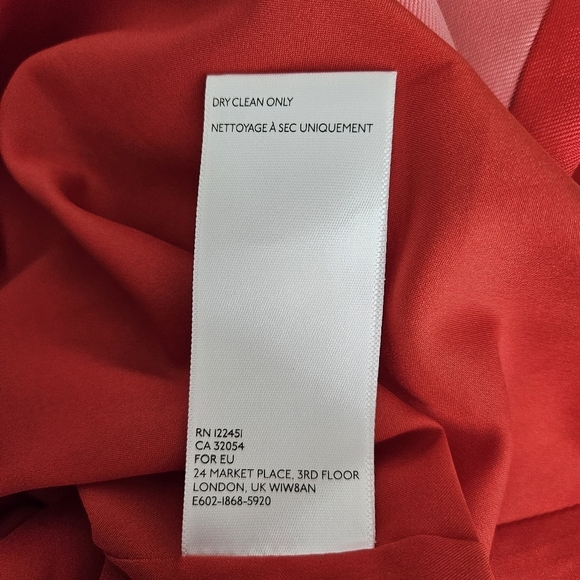 DRY CLEAN ONLY
NETTOYAGE À SEC UNIQUEMENT
RN 122451
CA 32054
FOR EU
24 MARKET PLACE, 3RD FLOOR
LONDON, UK W1W8AN
E602-1868-5920